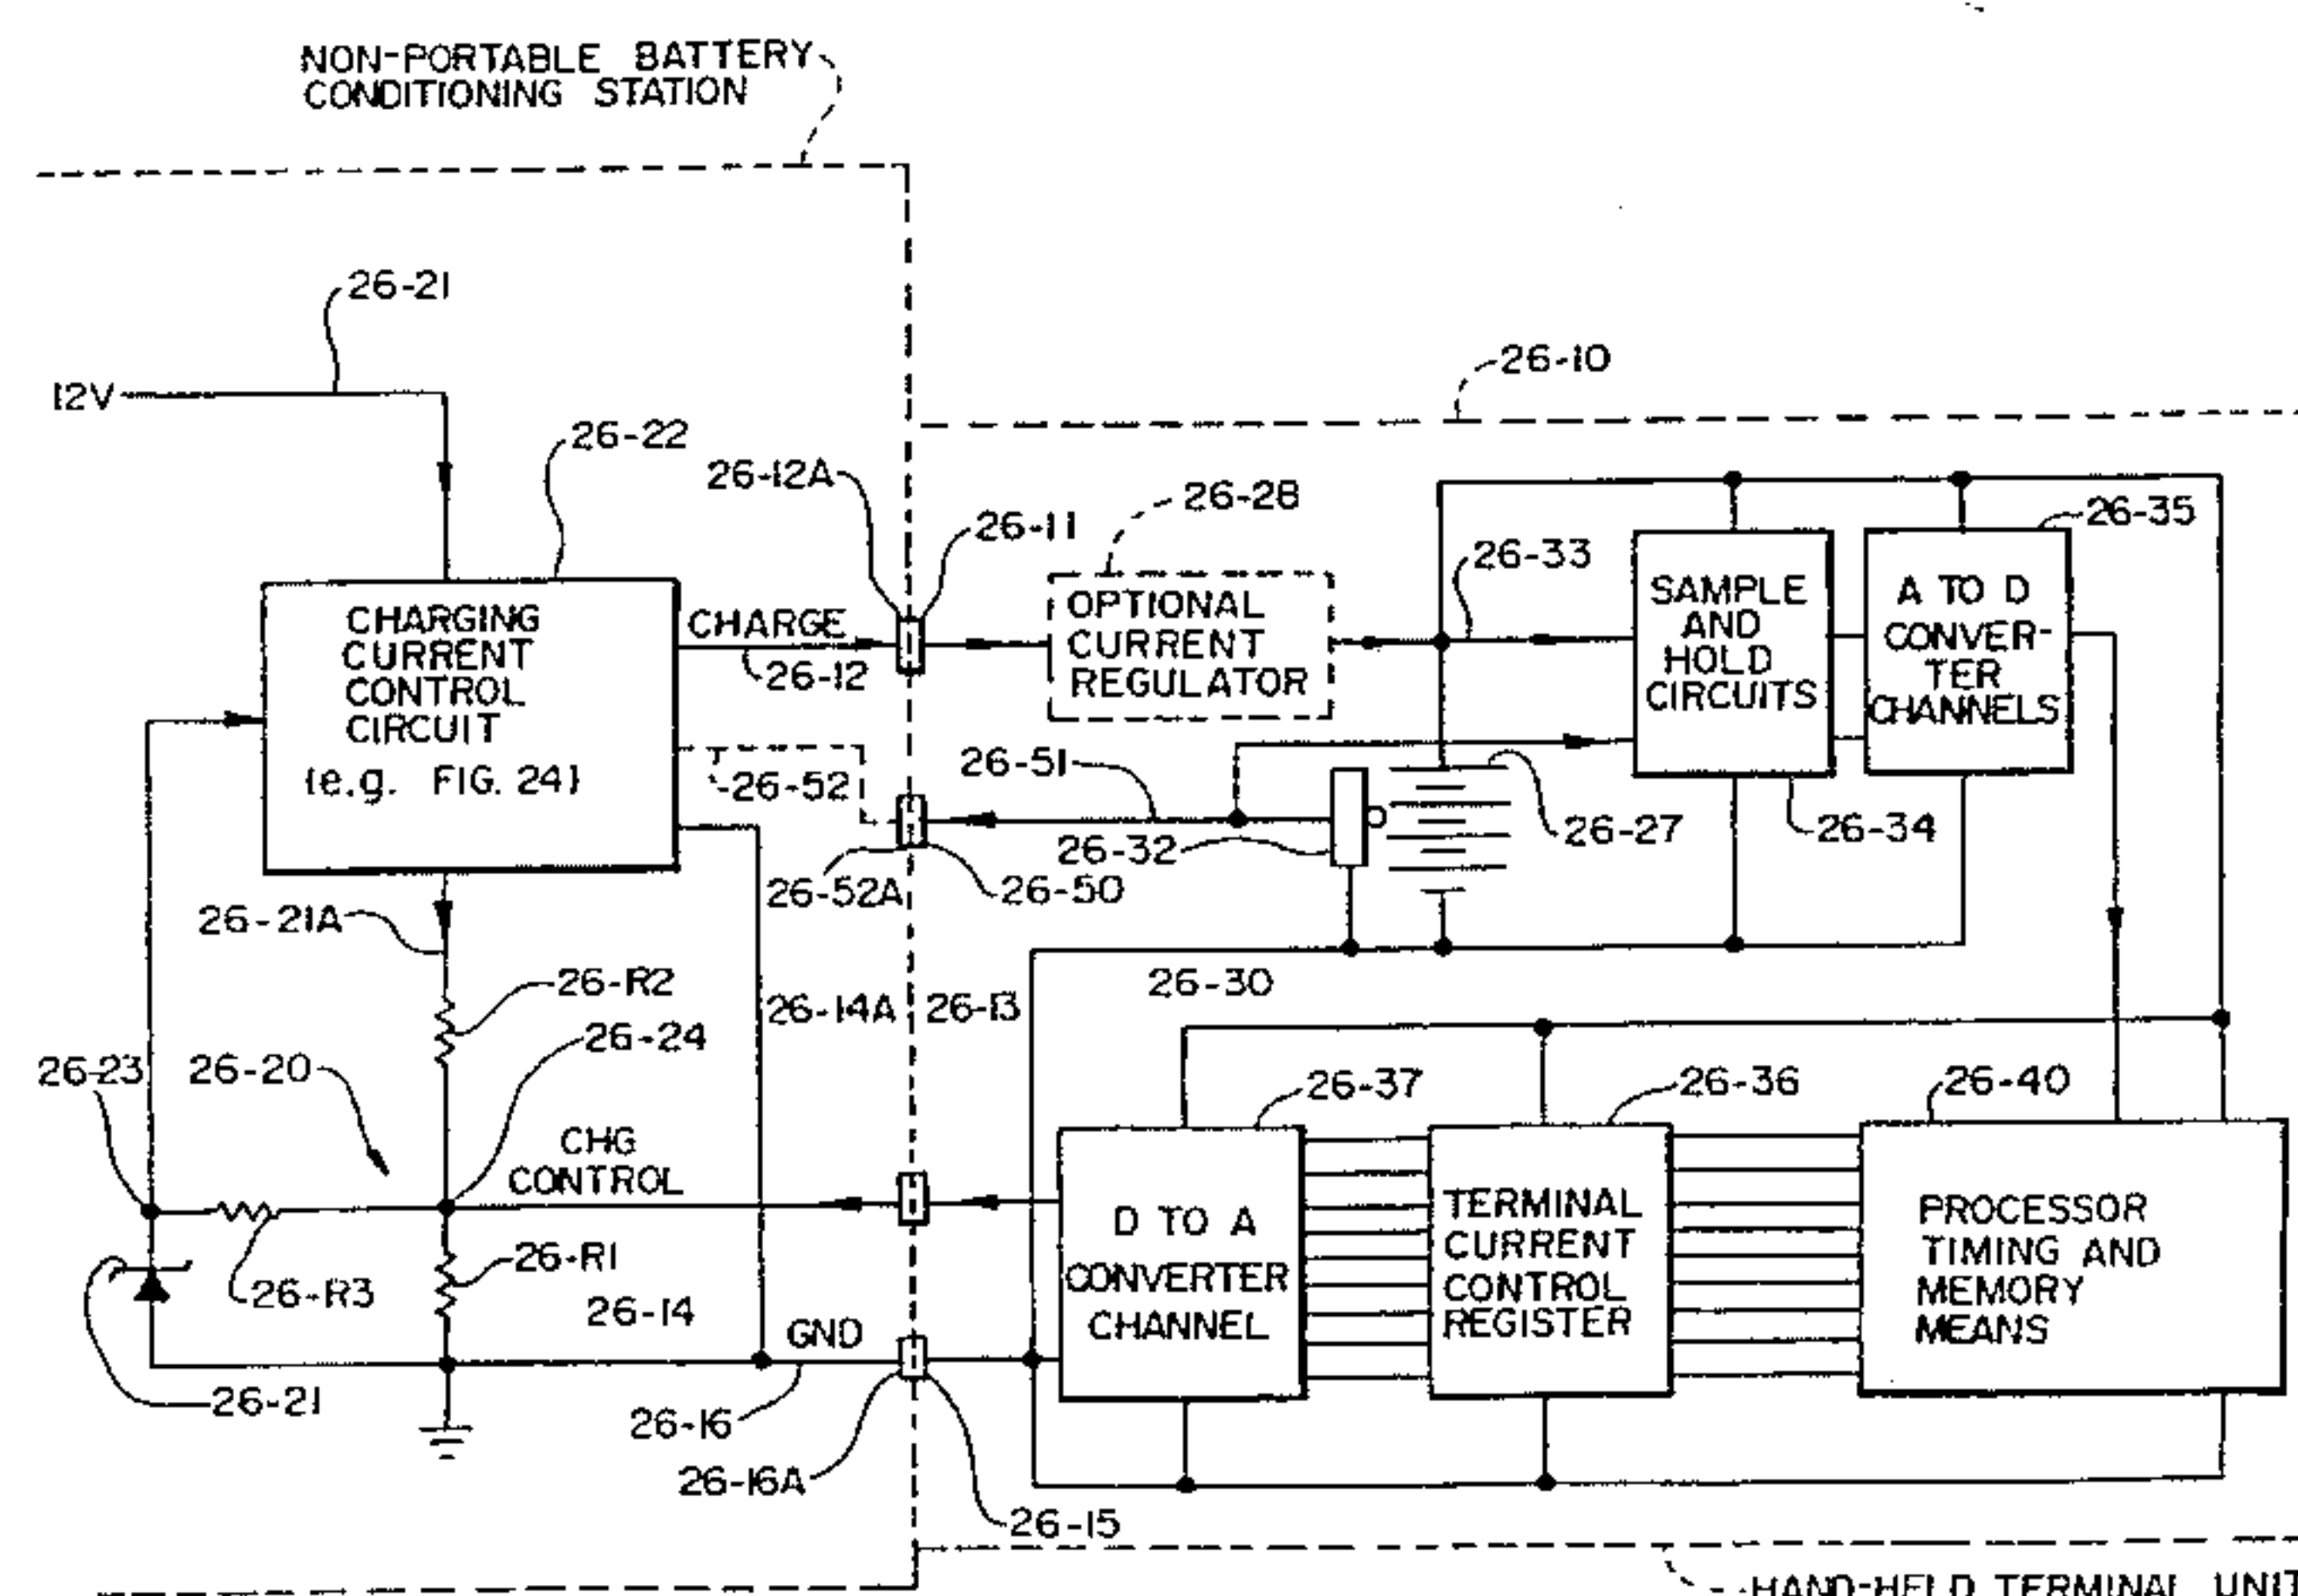 NON-PORTABLE BATTERY
CONDITIONING STATION
26-21
12V
26-22
26-10
26-12A
26-11
26-28
26-33
26-35
CHARGING
CURRENT
CONTROL
CIRCUIT
(e.g. FIG. 24)
CHARGE
26-12
OPTIONAL
CURRENT
REGULATOR
SAMPLE
AND
HOLD
CIRCUITS
A TO D
CONVER-
TER
CHANNELS
26-52
26-51
26-32
26-27
26-34
26-52A
26-50
26-21A
26-R2
26-14A
26-13
26-30
26-24
26-23
26-20
26-37
26-36
26-40
CHG
CONTROL
26-R3
26-R1
26-14
GND
D TO A
CONVERTER
CHANNEL
TERMINAL
CURRENT
CONTROL
REGISTER
PROCESSOR
TIMING AND
MEMORY
MEANS
26-21
26-16
26-16A
26-15
HAND-HELD TERMINAL UNIT